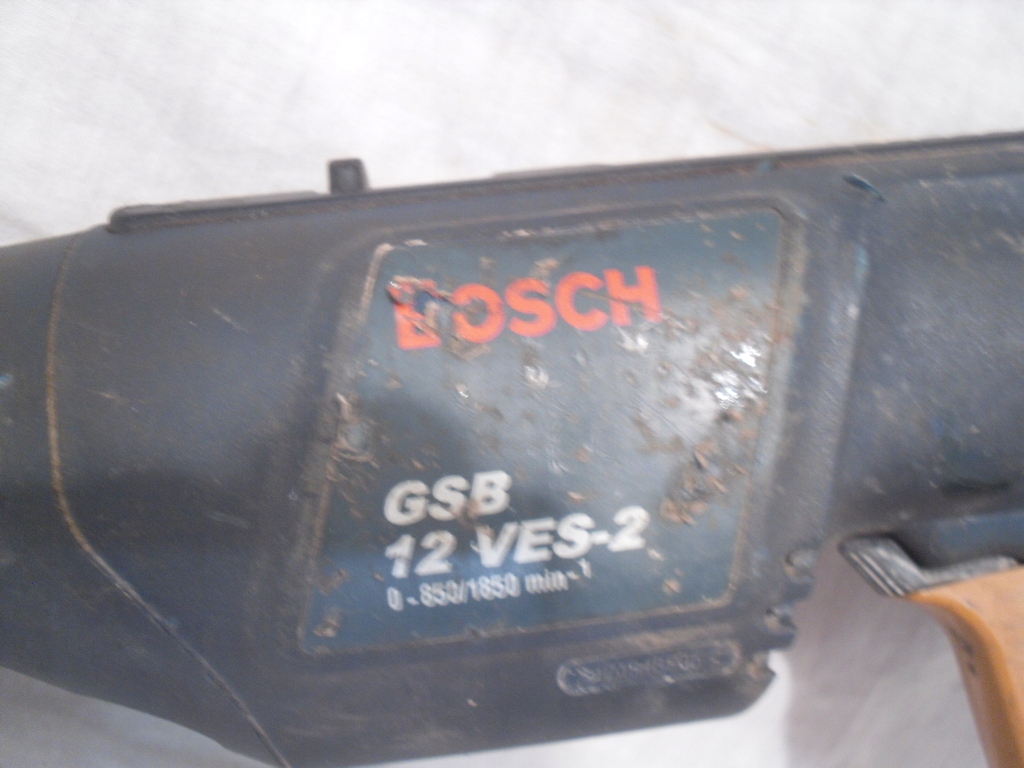 BOSCH
GSB
12 VES-2
0 - 850/1850 min -1